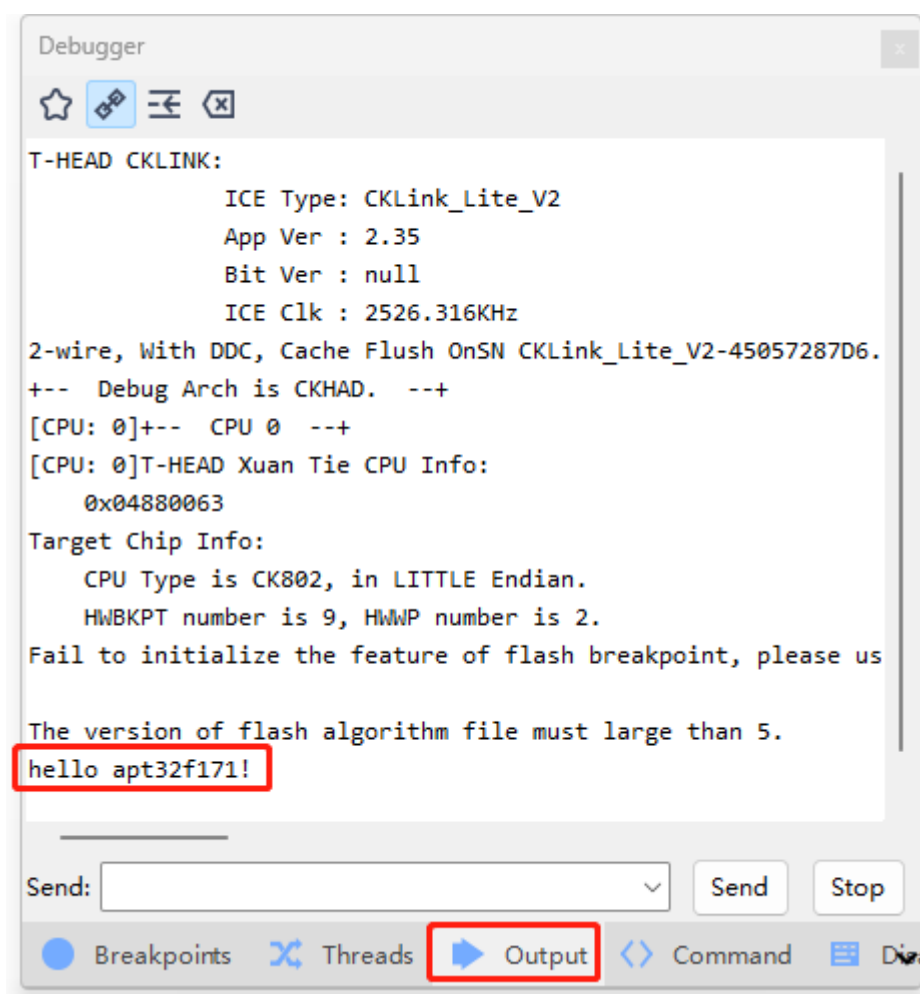 Debugger
x
T-HEAD CKLINK:
ICE Type: CKLink_Lite_V2
App Ver : 2.35
Bit Ver : null
ICE Clk : 2526.316KHz
2-wire, With DDC, Cache Flush OnSN CKLink_Lite_V2-45057287D6.
+-- Debug Arch is CKHAD. --+
[CPU: 0]+-- CPU 0 --+
[CPU: 0]T-HEAD Xuan Tie CPU Info:
0x04880063
Target Chip Info:
CPU Type is CK802, in LITTLE Endian.
HWBKPT number is 9, HWWP number is 2.
Fail to initialize the feature of flash breakpoint, please us
The version of flash algorithm file must large than 5.
hello apt32f171!
Send: Send Stop
Breakpoints Threads Output Command